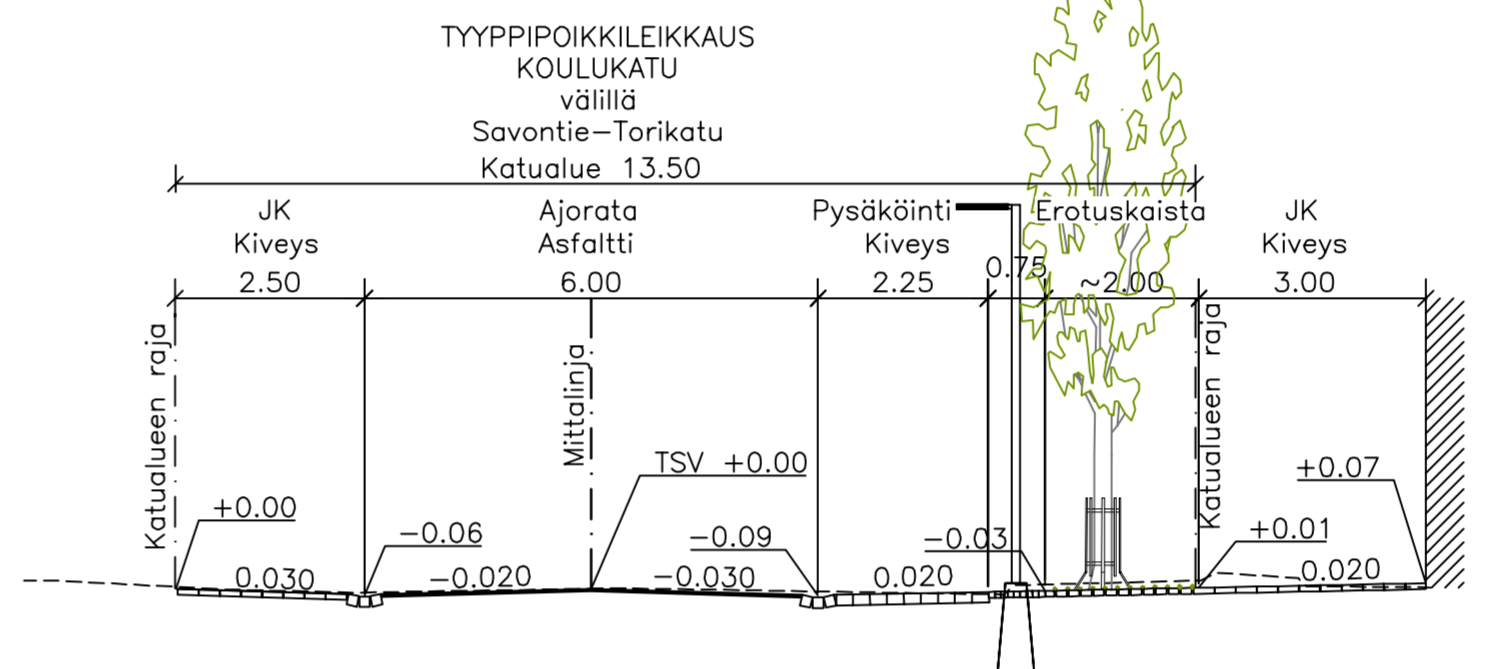 TYYPPIPOIKKILEIKKAUS
KOULUKATU
välillä
Savontie-Torikatu
Katualue 13.50
JK
Kiveys
2.50
Ajorata
Asfaltti
6.00
Pysäköinti
Kiveys
2.25
0.75
Erotuskaista
~2.00
JK
Kiveys
3.00
Katualueen raja
Mittalinja
Katualueen raja
+0.00
-0.06
TSV +0.00
-0.09
-0.03
+0.01
+0.07
0.030
-0.020
-0.030
0.020
0.020